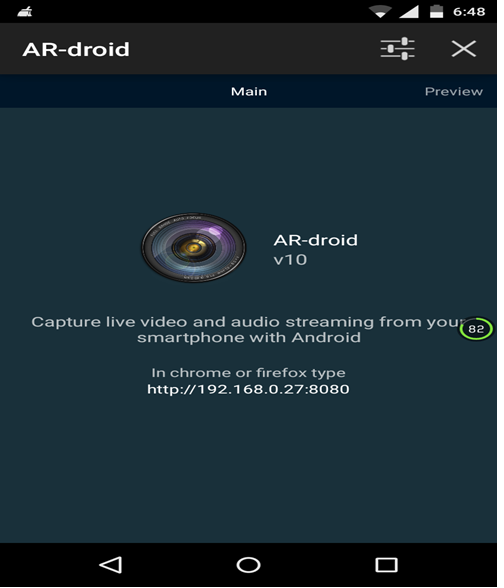 6:48
AR-droid
Main
Preview
AR-droid
v10
Capture live video and audio streaming from your
82
smartphone with Android
In chrome or firefox type
http://192.168.0.27:8080